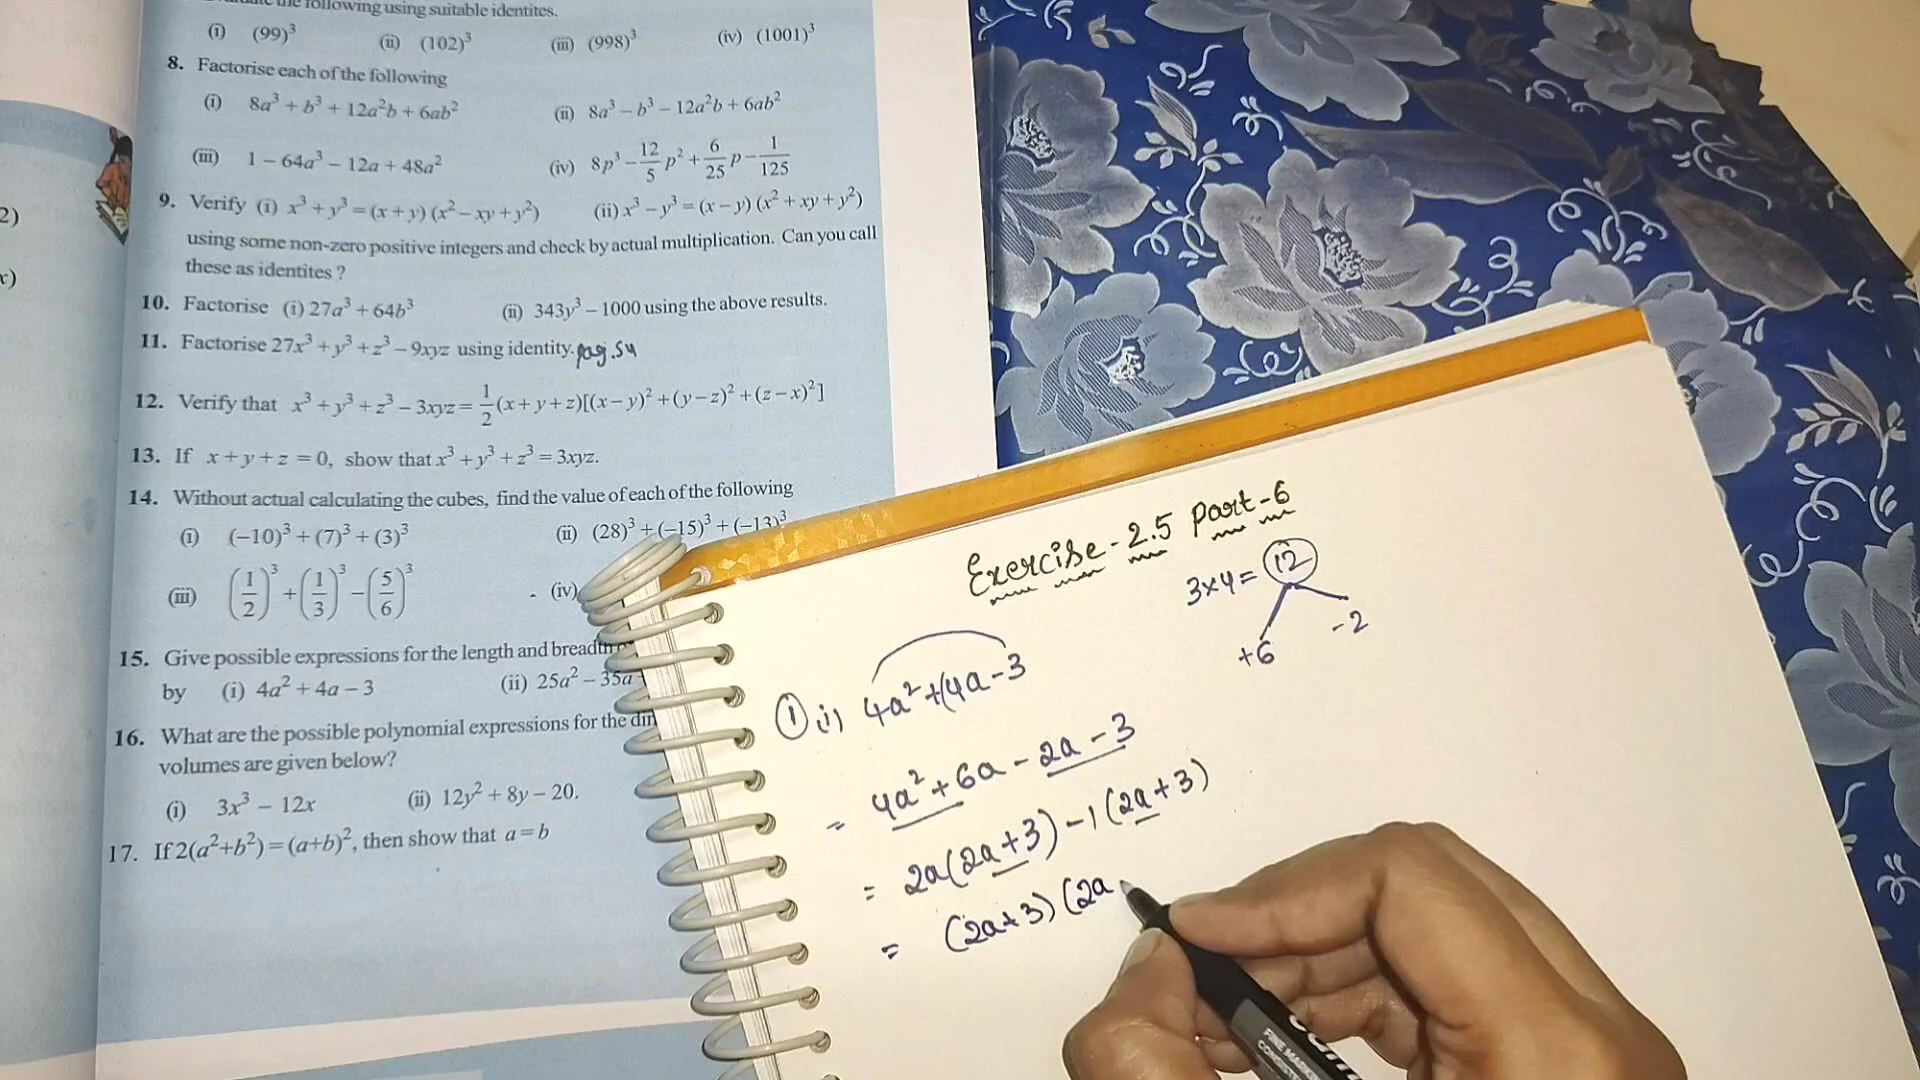 the following using suitable identites.
(i) (99)³ (ii) (102)³ (iii) (998)³ (iv) (1001)³
8. Factorise each of the following
(i) 8a³ + b³ + 12a²b + 6ab² (ii) 8a³ – b³ – 12a²b + 6ab²
(iii) 1 – 64a³ – 12a + 48a² (iv) 8p³ – 12/5 p² + 6/25 p – 1/125
9. Verify (i) x³ + y³ = (x + y) (x² – xy + y²) (ii) x³ – y³ = (x – y) (x² + xy + y²)
using some non-zero positive integers and check by actual multiplication. Can you call
these as identites ?
10. Factorise (i) 27a³ + 64b³ (ii) 343y³ – 1000 using the above results.
11. Factorise 27x³ + y³ + z³ – 9xyz using identity. pag.54
12. Verify that x³ + y³ + z³ – 3xyz = 1/2 (x + y + z)[(x – y)² + (y – z)² + (z – x)²]
13. If x + y + z = 0, show that x³ + y³ + z³ = 3xyz.
14. Without actual calculating the cubes, find the value of each of the following
(i) (–10)³ + (7)³ + (3)³ (ii) (28)³ + (–15)³ + (–13)³
(iii) (1/2)³ + (1/3)³ – (5/6)³ (iv)
15. Give possible expressions for the length and breadth
by (i) 4a² + 4a – 3 (ii) 25a² – 35a
16. What are the possible polynomial expressions for the
volumes are given below?
(i) 3x³ – 12x (ii) 12y² + 8y – 20.
17. If 2(a²+b²) = (a+b)², then show that a = b
2)
x)
Exercise - 2.5 Part - 6
3x4 = 12
+6 -2
1 i) 4a² + (4a - 3
= 4a² + 6a - 2a - 3
= 2a(2a + 3) - 1 (2a + 3)
= (2a + 3) (2a